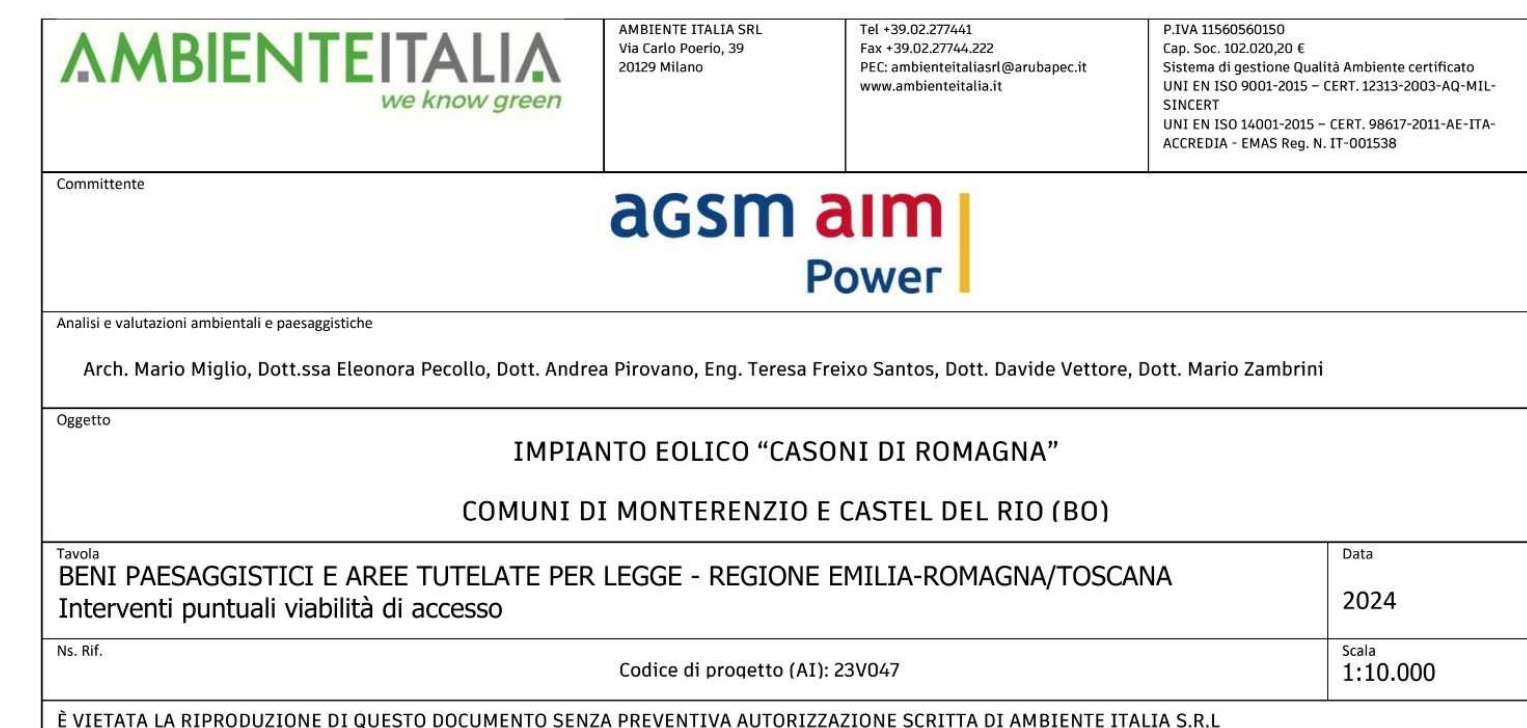 AMBIENTEITALIA
we know green
AMBIENTE ITALIA SRL
Via Carlo Poerio, 39
20129 Milano
Tel +39.02.277441
Fax +39.02.27744.222
PEC: ambienteitaliasrl@arubapec.it
www.ambienteitalia.it
P.IVA 11560560150
Cap. Soc. 102.020,20 €
Sistema di gestione Qualità Ambiente certificato
UNI EN ISO 9001-2015 – CERT. 12313-2003-AQ-MIL-
SINCERT
UNI EN ISO 14001-2015 – CERT. 98617-2011-AE-ITA-
ACCREDIA - EMAS Reg. N. IT-001538
Committente
agsm aim
Power
Analisi e valutazioni ambientali e paesaggistiche
Arch. Mario Miglio, Dott.ssa Eleonora Pecollo, Dott. Andrea Pirovano, Eng. Teresa Freixo Santos, Dott. Davide Vettore, Dott. Mario Zambrini
Oggetto
IMPIANTO EOLICO “CASONI DI ROMAGNA”
COMUNI DI MONTERENZIO E CASTEL DEL RIO (BO)
Tavola
BENI PAESAGGISTICI E AREE TUTELATE PER LEGGE - REGIONE EMILIA-ROMAGNA/TOSCANA
Interventi puntuali viabilità di accesso
Data
2024
Ns. Rif.
Codice di progetto (AI): 23V047
Scala
1:10.000
È VIETATA LA RIPRODUZIONE DI QUESTO DOCUMENTO SENZA PREVENTIVA AUTORIZZAZIONE SCRITTA DI AMBIENTE ITALIA S.R.L